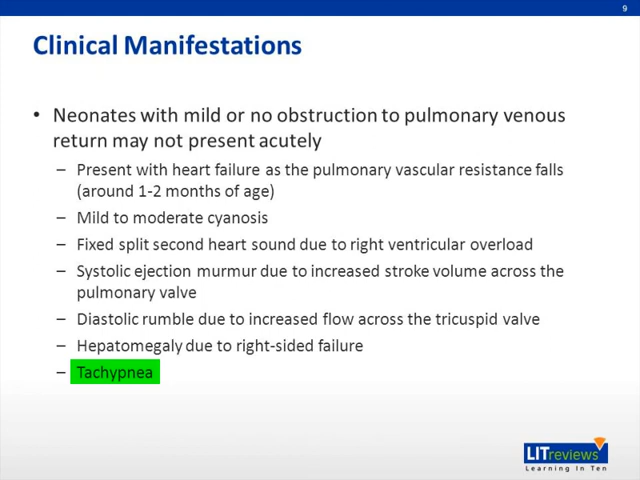 9
Clinical Manifestations
• Neonates with mild or no obstruction to pulmonary venous
return may not present acutely
– Present with heart failure as the pulmonary vascular resistance falls
(around 1-2 months of age)
– Mild to moderate cyanosis
– Fixed split second heart sound due to right ventricular overload
– Systolic ejection murmur due to increased stroke volume across the
pulmonary valve
– Diastolic rumble due to increased flow across the tricuspid valve
– Hepatomegaly due to right-sided failure
– Tachypnea
LITreviews
Learning In Ten